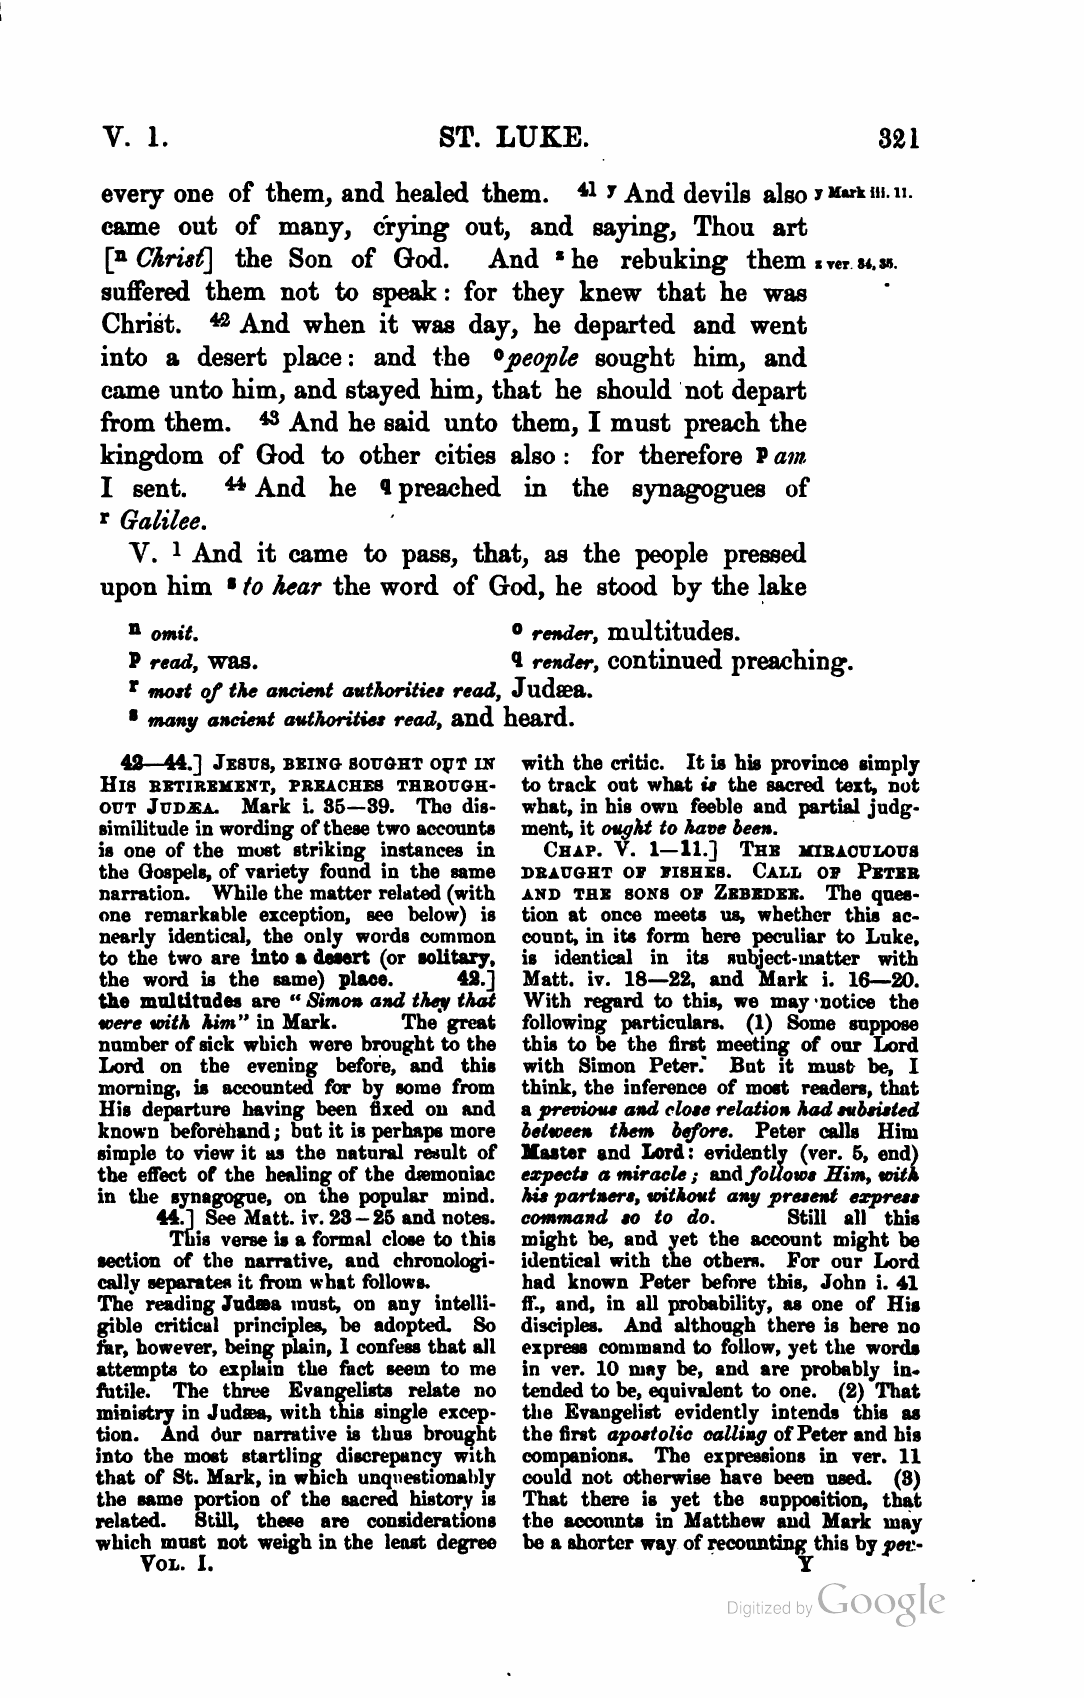 V. 1. ST. LUKE. 321
every one of them, and healed them. 41 y And devils also y Mark iii. 11.
came out of many, crying out, and saying, Thou art
[n Christ] the Son of God. And z he rebuking them z ver. 34, 35.
suffered them not to speak : for they knew that he was
Christ. 42 And when it was day, he departed and went
into a desert place : and the o people sought him, and
came unto him, and stayed him, that he should not depart
from them. 43 And he said unto them, I must preach the
kingdom of God to other cities also : for therefore p am
I sent. 44 And he q preached in the synagogues of
r Galilee.
V. 1 And it came to pass, that, as the people pressed
upon him s to hear the word of God, he stood by the lake
n omit. o render, multitudes.
p read, was. q render, continued preaching.
r most of the ancient authorities read, Judæa.
s many ancient authorities read, and heard.
42—44.] JESUS, BEING SOUGHT OUT IN
HIS RETIREMENT, PREACHES THROUGH-
OUT JUDÆA. Mark i. 35—39. The dis-
similitude in wording of these two accounts
is one of the most striking instances in
the Gospels, of variety found in the same
narration. While the matter related (with
one remarkable exception, see below) is
nearly identical, the only words common
to the two are into a desert (or solitary,
the word is the same) place. 42.]
the multitudes are “ Simon and they that
were with him” in Mark. The great
number of sick which were brought to the
Lord on the evening before, and this
morning, is accounted for by some from
His departure having been fixed on and
known beforehand ; but it is perhaps more
simple to view it as the natural result of
the effect of the healing of the dæmoniac
in the synagogue, on the popular mind.
44.] See Matt. iv. 23 – 25 and notes.
This verse is a formal close to this
section of the narrative, and chronologi-
cally separates it from what follows.
The reading Judæa must, on any intelli-
gible critical principles, be adopted. So
far, however, being plain, I confess that all
attempts to explain the fact seem to me
futile. The three Evangelists relate no
ministry in Judæa, with this single excep-
tion. And our narrative is thus brought
into the most startling discrepancy with
that of St. Mark, in which unquestionably
the same portion of the sacred history is
related. Still, these are considerations
which must not weigh in the least degree
VOL. I.
with the critic. It is his province simply
to track out what is the sacred text, not
what, in his own feeble and partial judg-
ment, it ought to have been.
CHAP. V. 1—11.] THE MIRACULOUS
DRAUGHT OF FISHES. CALL OF PETER
AND THE SONS OF ZEBEDEE. The ques-
tion at once meets us, whether this ac-
count, in its form here peculiar to Luke,
is identical in its subject-matter with
Matt. iv. 18—22, and Mark i. 16—20.
With regard to this, we may notice the
following particulars. (1) Some suppose
this to be the first meeting of our Lord
with Simon Peter. But it must be, I
think, the inference of most readers, that
a previous and close relation had subsisted
between them before. Peter calls Him
Master and Lord : evidently (ver. 5, end)
expects a miracle ; and follows Him, with
his partners, without any present express
command so to do. Still all this
might be, and yet the account might be
identical with the others. For our Lord
had known Peter before this, John i. 41
ff., and, in all probability, as one of His
disciples. And although there is here no
express command to follow, yet the words
in ver. 10 may be, and are probably in-
tended to be, equivalent to one. (2) That
the Evangelist evidently intends this as
the first apostolic calling of Peter and his
companions. The expressions in ver. 11
could not otherwise have been used. (3)
That there is yet the supposition, that
the accounts in Matthew and Mark may
be a shorter way of recounting this by per-
Y
Digitized by Google